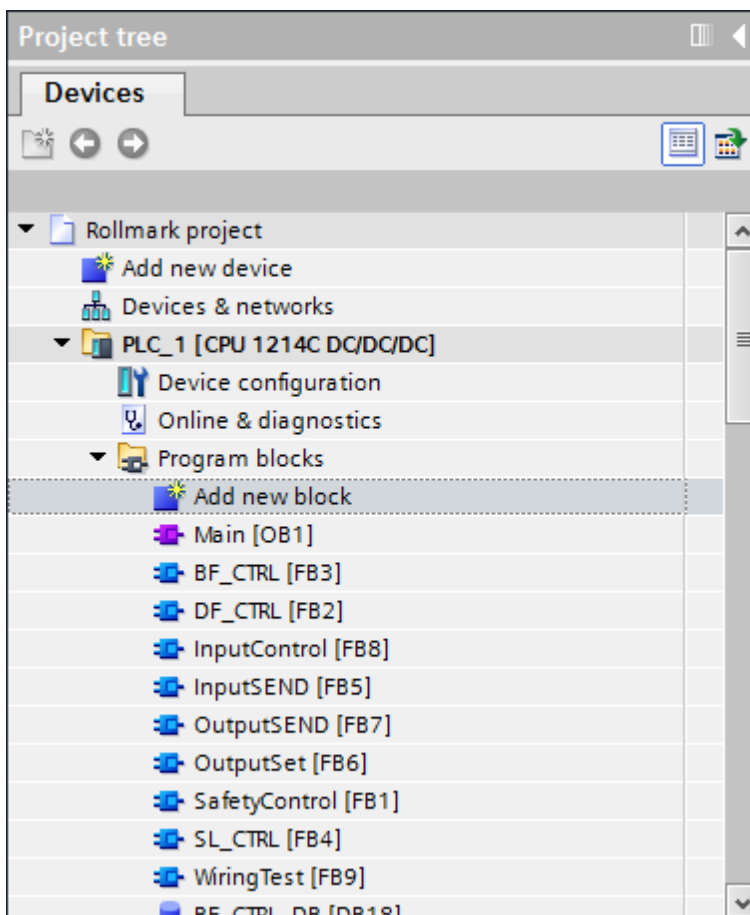 Project tree
Devices
Rollmark project
Add new device
Devices & networks
PLC_1 [CPU 1214C DC/DC/DC]
Device configuration
Online & diagnostics
Program blocks
Add new block
Main [OB1]
BF_CTRL [FB3]
DF_CTRL [FB2]
InputControl [FB8]
InputSEND [FB5]
OutputSEND [FB7]
OutputSet [FB6]
SafetyControl [FB1]
SL_CTRL [FB4]
WiringTest [FB9]
BF_CTRL_DB [DB18]